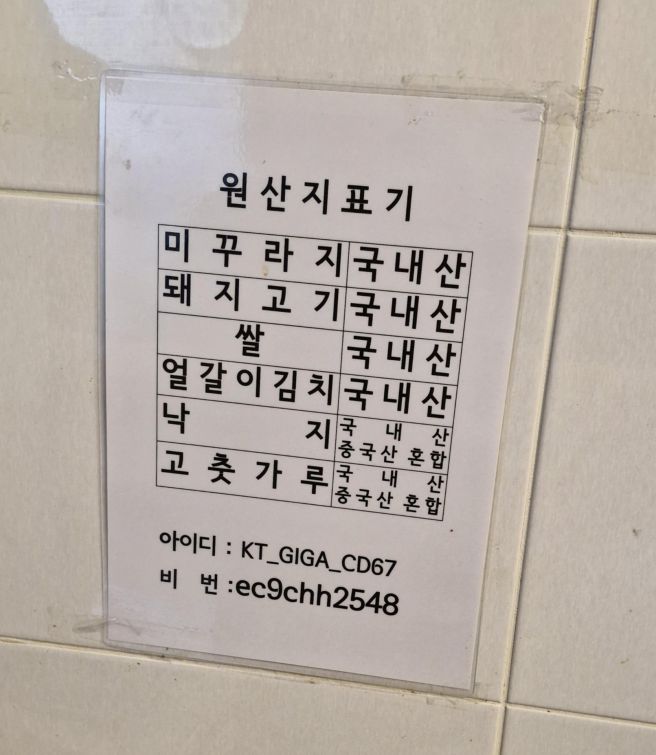 원산지표기
미꾸라지 국내산
돼지고기 국내산
쌀 국내산
얼갈이김치 국내산
낙지 국내산
중국산 혼합
고춧가루 국내산
중국산 혼합
아이디 : KT_GIGA_CD67
비 번 :ec9chh2548